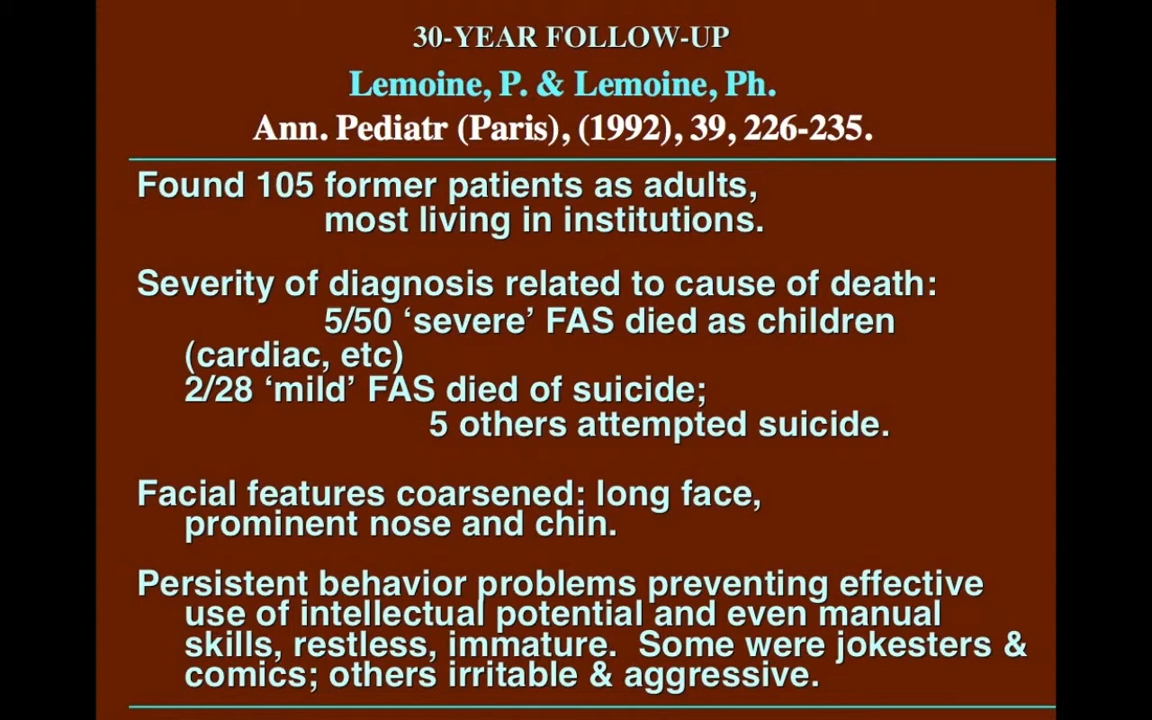 30-YEAR FOLLOW-UP
Lemoine, P. & Lemoine, Ph.
Ann. Pediatr (Paris), (1992), 39, 226-235.
Found 105 former patients as adults,
most living in institutions.
Severity of diagnosis related to cause of death:
5/50 ‘severe’ FAS died as children
(cardiac, etc)
2/28 ‘mild’ FAS died of suicide;
5 others attempted suicide.
Facial features coarsened: long face,
prominent nose and chin.
Persistent behavior problems preventing effective
use of intellectual potential and even manual
skills, restless, immature.  Some were jokesters &
comics; others irritable & aggressive.